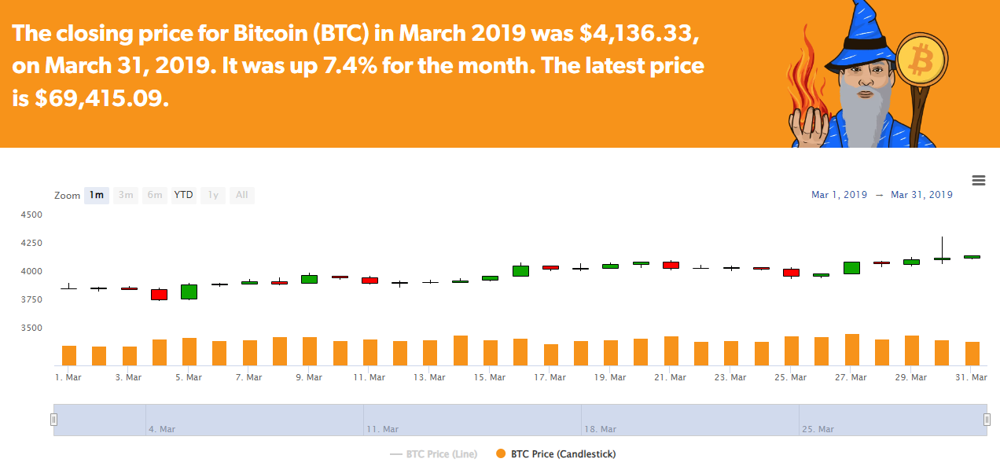 The closing price for Bitcoin (BTC) in March 2019 was $4,136.33,
on March 31, 2019. It was up 7.4% for the month. The latest price
is $69,415.09.
Zoom 1m 3m 6m YTD 1y All
Mar 1, 2019 → Mar 31, 2019
4500
4250
4000
3750
3500
1. Mar 3. Mar 5. Mar 7. Mar 9. Mar 11. Mar 13. Mar 15. Mar 17. Mar 19. Mar 21. Mar 23. Mar 25. Mar 27. Mar 29. Mar 31. Mar
4. Mar 11. Mar 18. Mar 25. Mar
BTC Price (Line) BTC Price (Candlestick)